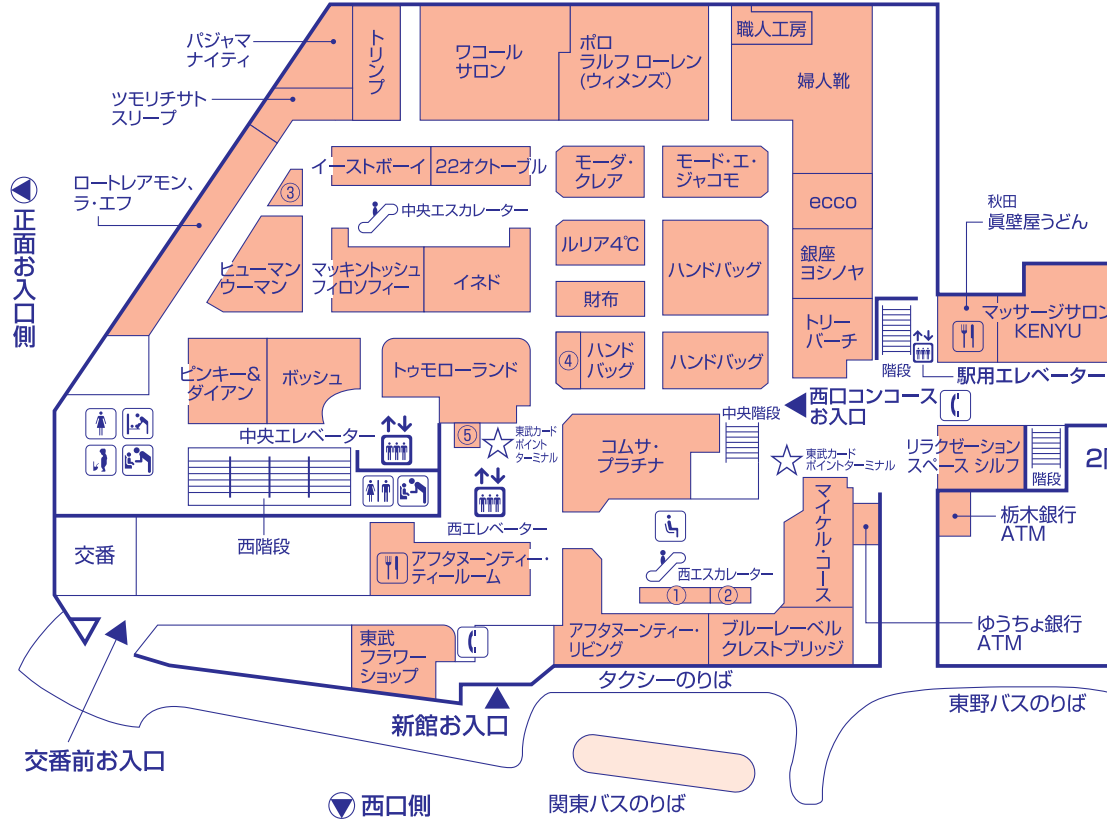 パジャマ
ナイティ
トリンプ
ワコール
サロン
ポロ
ラルフ ローレン
(ウィメンズ)
職人工房
婦人靴
ツモリチサト
スリープ
イーストボーイ
22オクトーブル
モーダ・
クレア
モード・エ・
ジャコモ
ロートレアモン、
ラ・エフ
③
中央エスカレーター
ecco
秋田
眞壁屋うどん
正面お入口側
ヒューマン
ウーマン
マッキントッシュ
フィロソフィー
イネド
ルリア4℃
ハンドバッグ
銀座
ヨシノヤ
財布
トリー
バーチ
マッサージサロン
KENYU
階段
駅用エレベーター
ピンキー&
ダイアン
ボッシュ
トゥモローランド
④
ハンド
バッグ
ハンドバッグ
西口コンコース
お入口
中央階段
中央エレベーター
⑤
東武カード
ポイント
ターミナル
コムサ・
プラチナ
東武カード
ポイントターミナル
リラクゼーション
スペース シルフ
階段
2
西階段
西エレベーター
マイケル・コース
栃木銀行
ATM
交番
アフタヌーンティー・
ティールーム
西エスカレーター
①
②
ゆうちょ銀行
ATM
東武
フラワー
ショップ
アフタヌーンティー・
リビング
ブルーレーベル
クレストブリッジ
タクシーのりば
東野バスのりば
新館お入口
交番前お入口
西口側
関東バスのりば